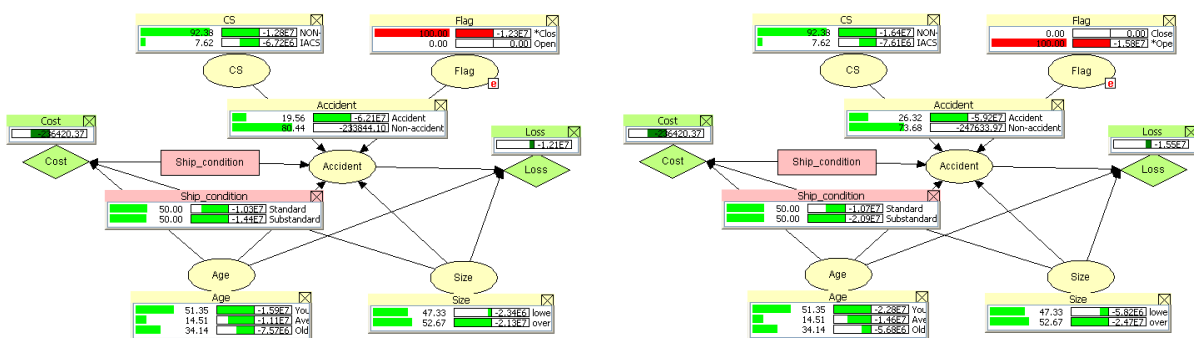 CS
92.38 -1.28E7 NON-
7.62 -6.72E6 IACS
CS
Flag
100.00 -1.23E7 *Clos
0.00 0.00 Open
Flag
e
Accident
19.56 -6.21E7 Accident
80.44 -233844.10 Non-accident
Cost
-236420.37
Cost
Ship_condition
Accident
Loss
-1.21E7
Loss
Ship_condition
50.00 -1.03E7 Standard
50.00 -1.44E7 Substandard
Age
Age
51.35 -1.59E7 You
14.51 -1.11E7 Ave
34.14 -7.57E6 Old
Size
Size
47.33 -2.34E6 lowe
52.67 -2.13E7 over
CS
92.38 -1.64E7 NON-
7.62 -7.61E6 IACS
CS
Flag
0.00 0.00 Close
100.00 -1.58E7 *Ope
Flag
e
Accident
26.32 -5.92E7 Accident
73.68 -247633.97 Non-accident
Cost
-236420.37
Cost
Ship_condition
Accident
Loss
-1.55E7
Loss
Ship_condition
50.00 -1.07E7 Standard
50.00 -2.09E7 Substandard
Age
Age
51.35 -2.28E7 You
14.51 -1.46E7 Ave
34.14 -5.68E6 Old
Size
Size
47.33 -5.82E6 lowe
52.67 -2.47E7 over